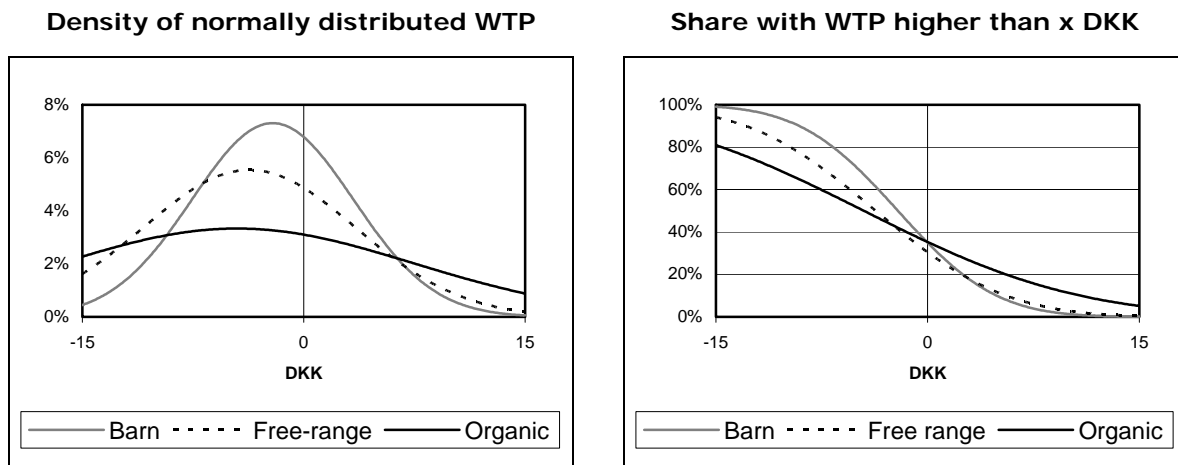 Density of normally distributed WTP
8%
6%
4%
2%
0%
-15 0 15
DKK
Barn Free-range Organic
Share with WTP higher than x DKK
100%
80%
60%
40%
20%
0%
-15 0 15
DKK
Barn Free range Organic